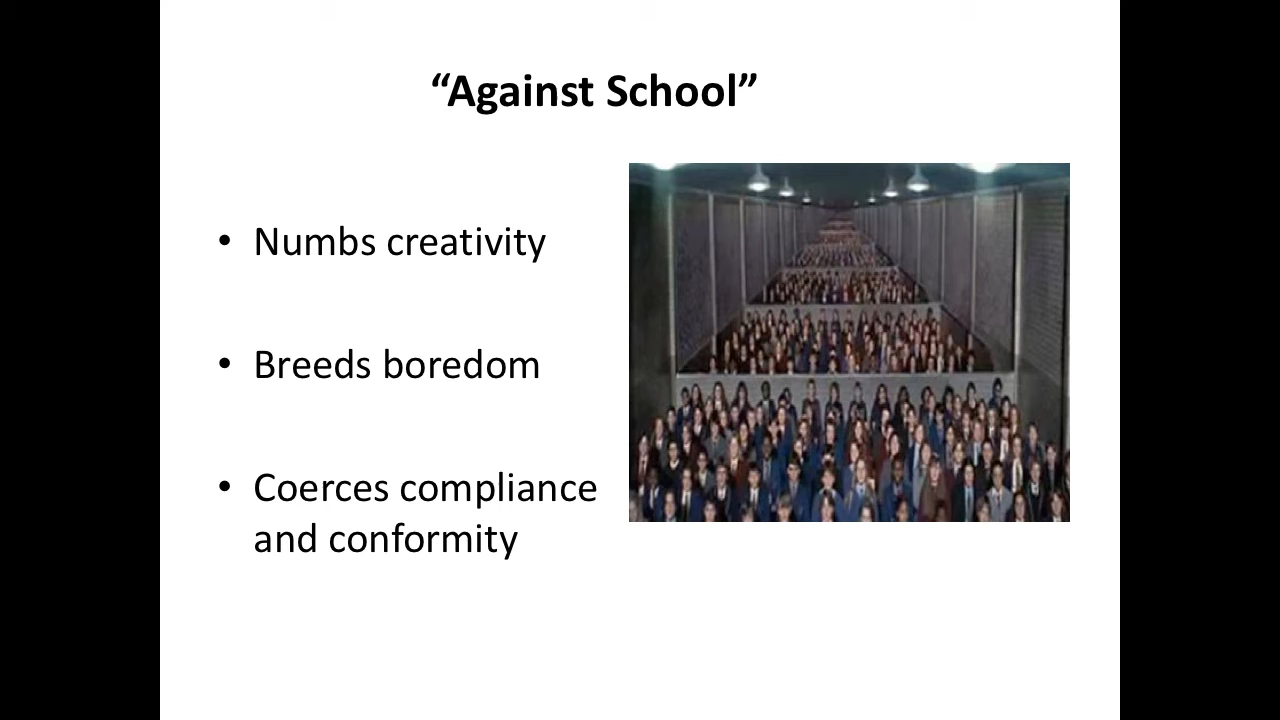 “Against School”
• Numbs creativity
• Breeds boredom
• Coerces compliance
and conformity